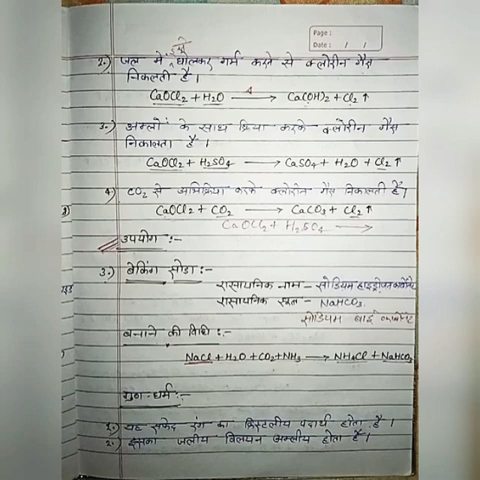 Page :
Date : / /
2.) जल में इसे घोलकर गर्म करने से क्लोरीन गैस
निकलती है।
CaOCl2 + H2O ⟶ Ca(OH)2 + Cl2 ↑
3.) अम्लों के साथ क्रिया करके क्लोरीन गैस
निकालता है।
CaOCl2 + H2SO4 ⟶ CaSO4 + H2O + Cl2 ↑
4) CO2 से अभिक्रिया करके क्लोरीन गैस निकालती है।
CaOCl2 + CO2 ⟶ CaCO3 + Cl2 ↑
CaOCl2 + H2SO4 ⟶
उपयोग :-
3.) बेकिंग सोडा :-
रासायनिक नाम - सोडियम हाइड्रोजन कार्बोनेट
रासायनिक सूत्र - NaHCO3.
सोडियम बाई कार्बोनेट
बनाने की विधि :-
NaCl + H2O + CO2 + NH3 ⟶ NH4Cl + NaHCO3
गुण-धर्म :-
1.) यह सफेद रंग का क्रिस्टलीय पदार्थ होता है।
2.) इसका जलीय विलयन अम्लीय होता है।